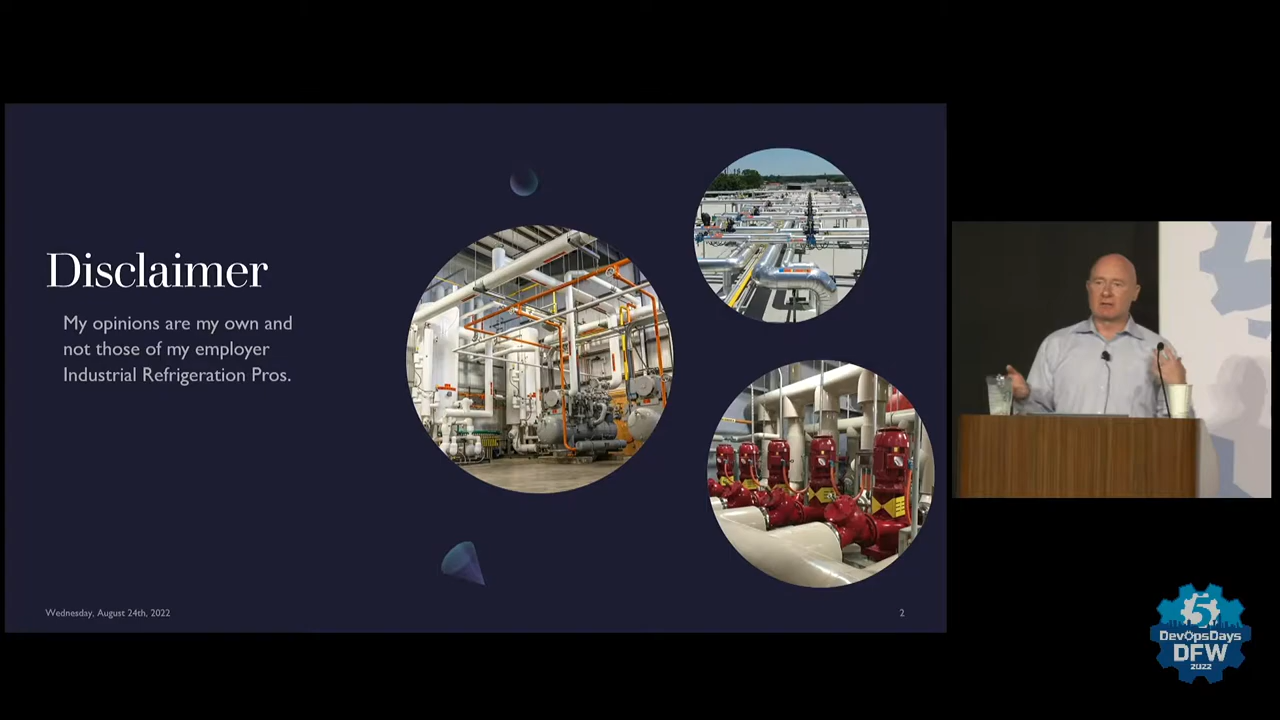 Disclaimer
My opinions are my own and
not those of my employer
Industrial Refrigeration Pros.
Wednesday, August 24th, 2022
2
5
DevOpsDays
DFW
2022